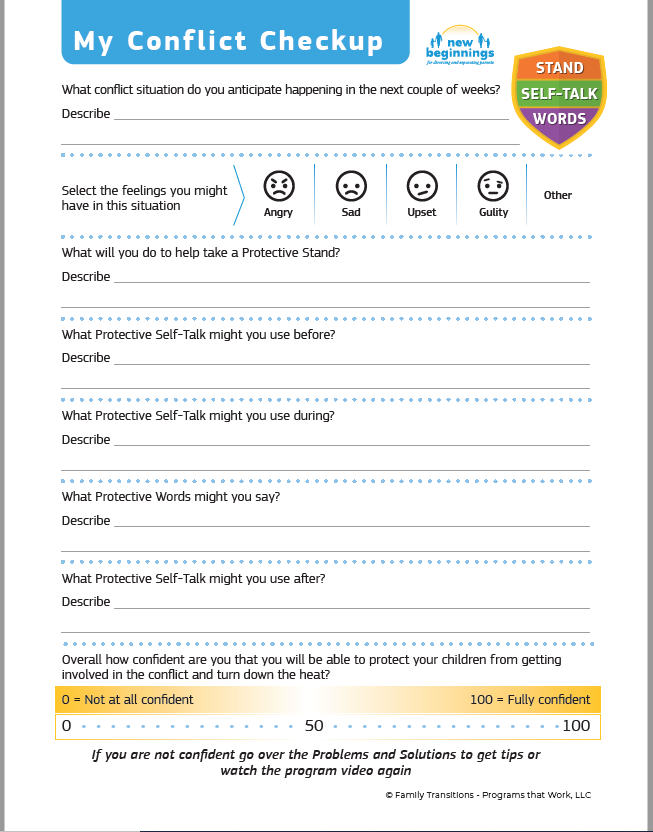 My Conflict Checkup
new
beginnings
for divorcing and separating parents
STAND
SELF-TALK
WORDS
What conflict situation do you anticipate happening in the next couple of weeks?
Describe
Select the feelings you might
have in this situation
Angry
Sad
Upset
Gulity
Other
What will you do to help take a Protective Stand?
Describe
What Protective Self-Talk might you use before?
Describe
What Protective Self-Talk might you use during?
Describe
What Protective Words might you say?
Describe
What Protective Self-Talk might you use after?
Describe
Overall how confident are you that you will be able to protect your children from getting
involved in the conflict and turn down the heat?
0 = Not at all confident 100 = Fully confident
0 50 100
If you are not confident go over the Problems and Solutions to get tips or
watch the program video again
© Family Transitions - Programs that Work, LLC